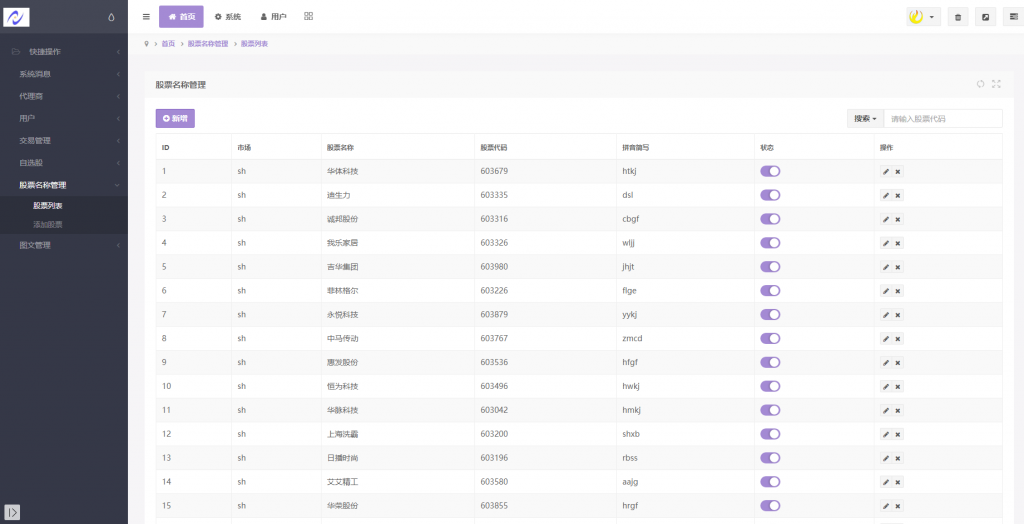 首页 系统 用户
首页 > 股票名称管理 > 股票列表
快捷操作
系统消息
代理商
用户
交易管理
自选股
股票名称管理
股票列表
添加股票
图文管理
股票名称管理
新增
搜索 请输入股票代码
ID 市场 股票名称 股票代码 拼音简写 状态 操作
1 sh 华体科技 603679 htkj
2 sh 迪生力 603335 dsl
3 sh 诚邦股份 603316 cbgf
4 sh 我乐家居 603326 wljj
5 sh 吉华集团 603980 jhjt
6 sh 菲林格尔 603226 flge
7 sh 永悦科技 603879 yykj
8 sh 中马传动 603767 zmcd
9 sh 惠发股份 603536 hfgf
10 sh 恒为科技 603496 hwkj
11 sh 华脉科技 603042 hmkj
12 sh 上海洗霸 603200 shxb
13 sh 日播时尚 603196 rbss
14 sh 艾艾精工 603580 aajg
15 sh 华荣股份 603855 hrgf